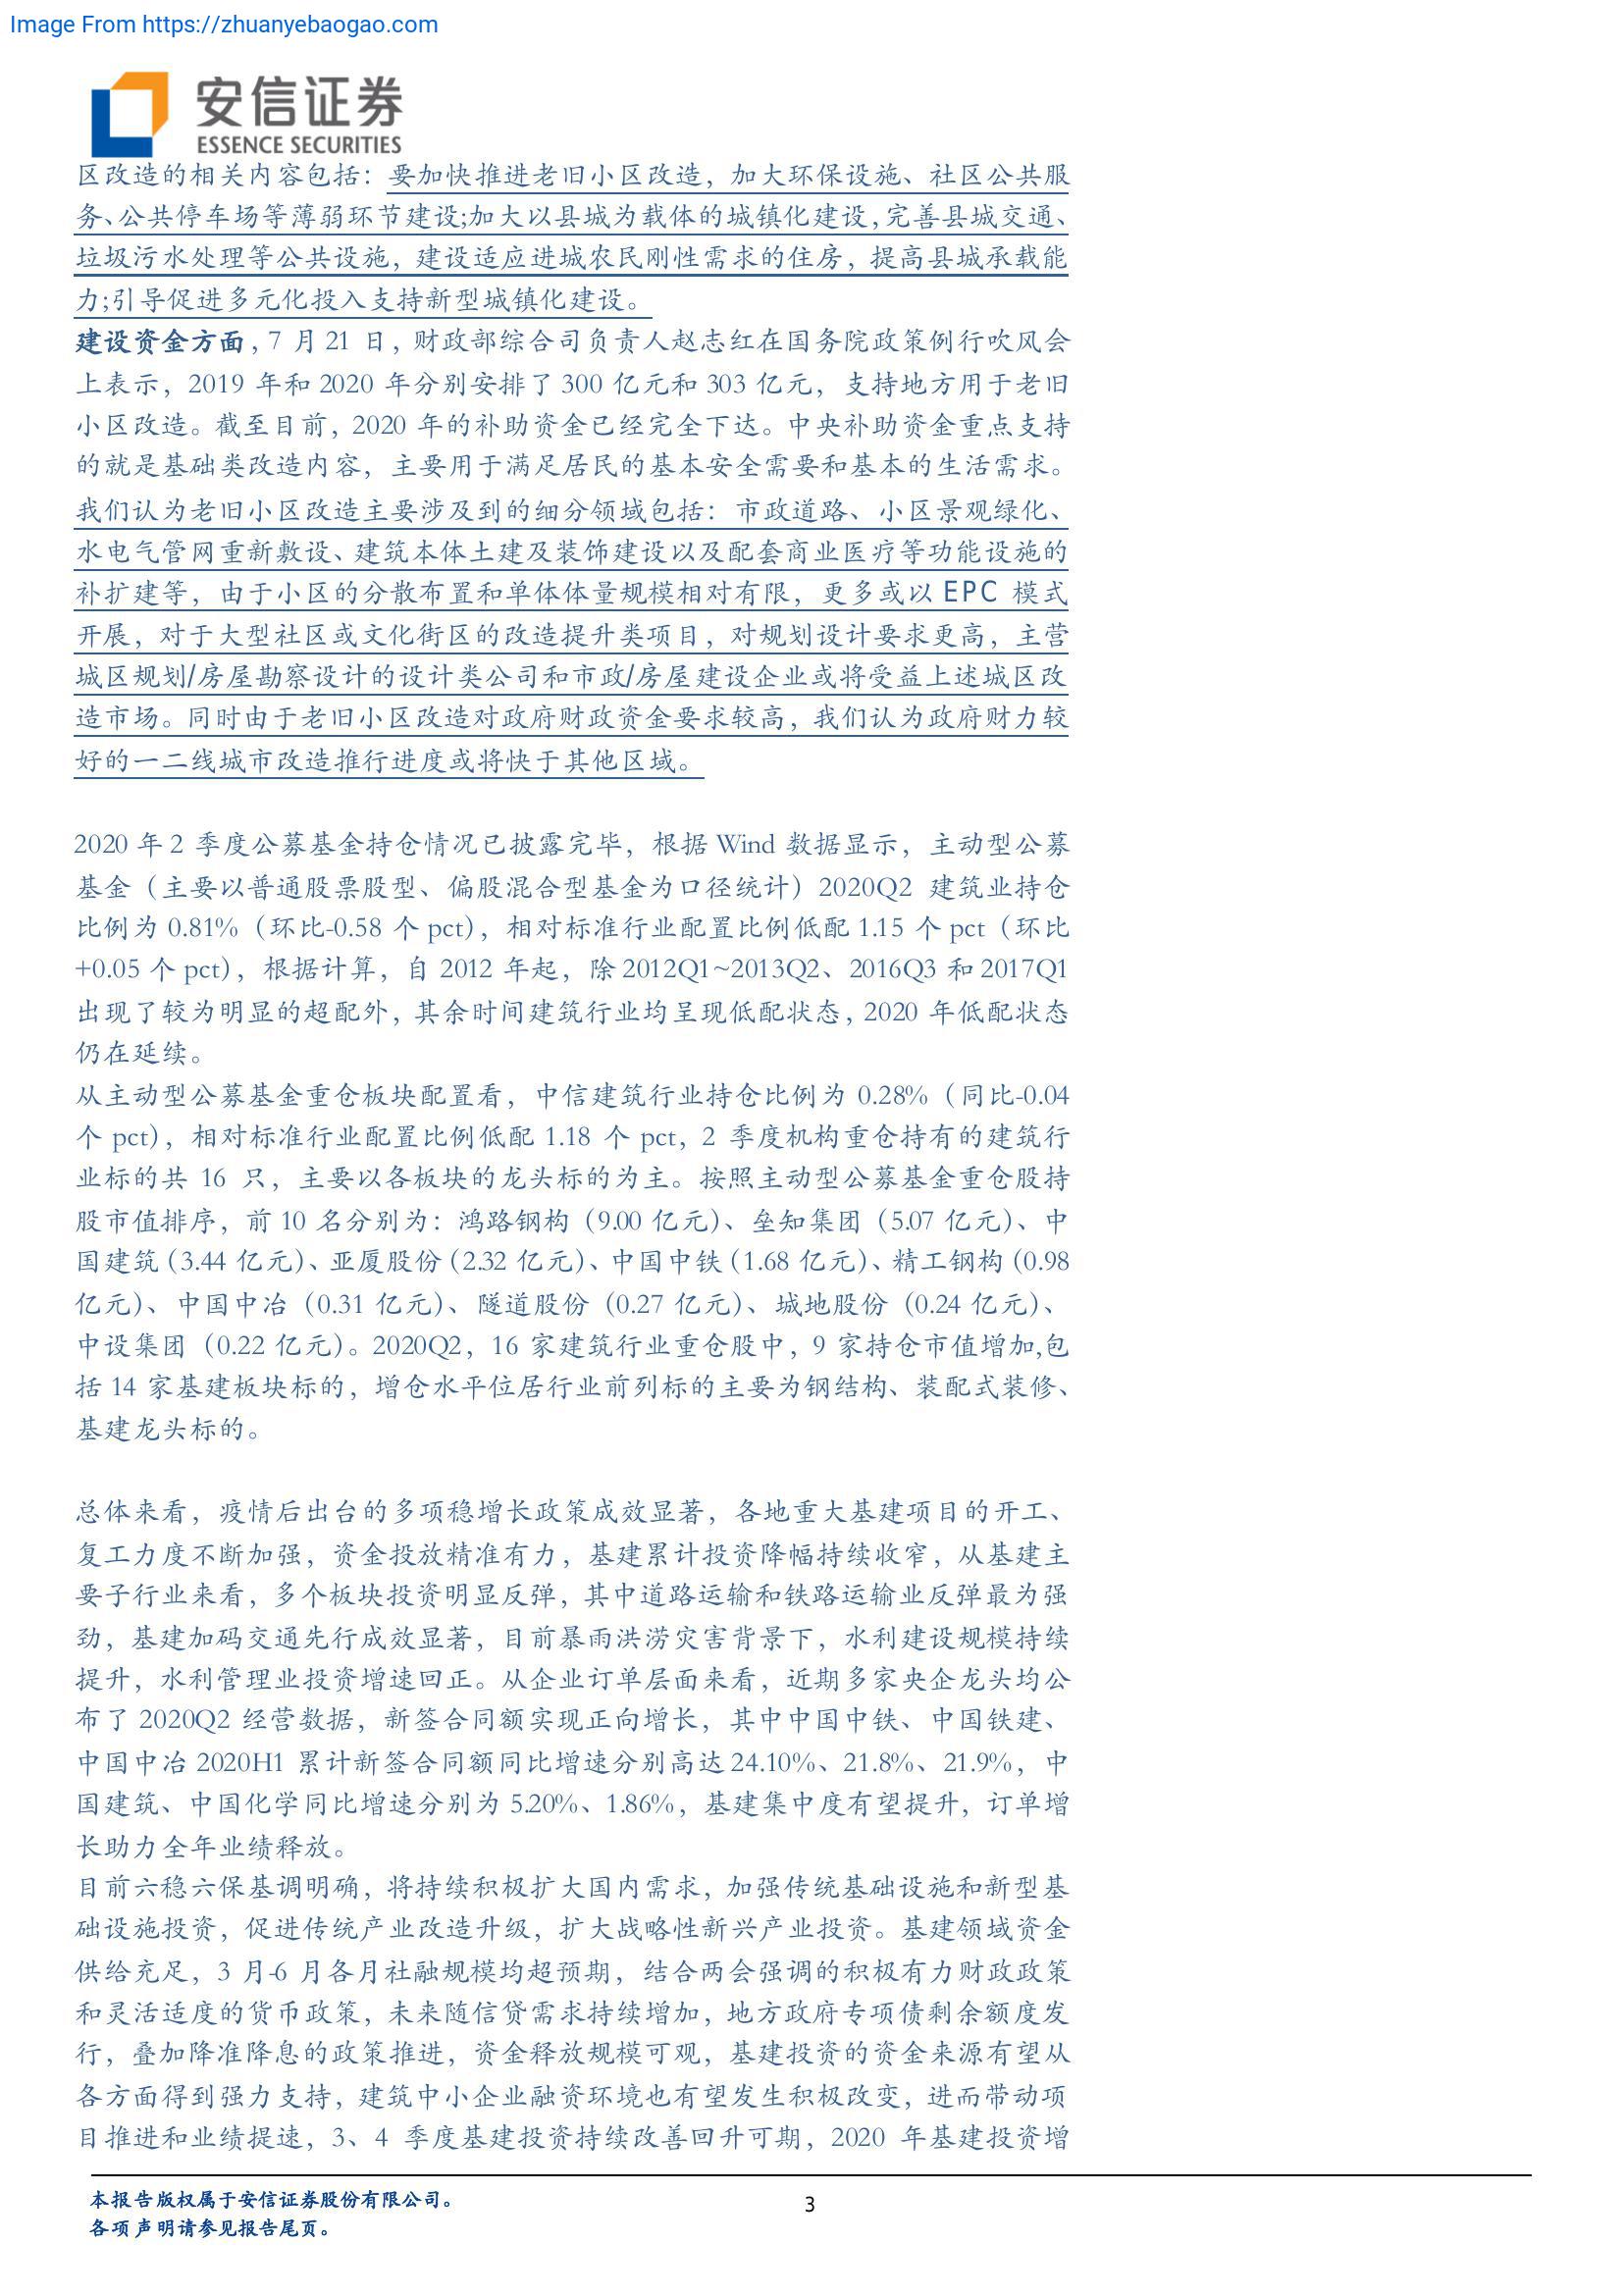 Image From https://zhuanyebaogao.com
安信证券
ESSENCE SECURITIES
区改造的相关内容包括：要加快推进老旧小区改造，加大环保设施、社区公共服
务、公共停车场等薄弱环节建设;加大以县城为载体的城镇化建设,完善县城交通、
垃圾污水处理等公共设施，建设适应进城农民刚性需求的住房，提高县城承载能
力;引导促进多元化投入支持新型城镇化建设。
建设资金方面，7 月 21 日，财政部综合司负责人赵志红在国务院政策例行吹风会
上表示，2019 年和 2020 年分别安排了 300 亿元和 303 亿元，支持地方用于老旧
小区改造。截至目前，2020 年的补助资金已经完全下达。中央补助资金重点支持
的就是基础类改造内容，主要用于满足居民的基本安全需要和基本的生活需求。
我们认为老旧小区改造主要涉及到的细分领域包括：市政道路、小区景观绿化、
水电气管网重新敷设、建筑本体土建及装饰建设以及配套商业医疗等功能设施的
补扩建等，由于小区的分散布置和单体体量规模相对有限，更多或以 EPC 模式
开展，对于大型社区或文化街区的改造提升类项目，对规划设计要求更高，主营
城区规划/房屋勘察设计的设计类公司和市政/房屋建设企业或将受益上述城区改
造市场。同时由于老旧小区改造对政府财政资金要求较高，我们认为政府财力较
好的一二线城市改造推行进度或将快于其他区域。
2020 年 2 季度公募基金持仓情况已披露完毕，根据 Wind 数据显示，主动型公募
基金（主要以普通股票股型、偏股混合型基金为口径统计）2020Q2 建筑业持仓
比例为 0.81%（环比-0.58 个 pct），相对标准行业配置比例低配 1.15 个 pct（环比
+0.05 个 pct），根据计算，自 2012 年起，除 2012Q1~2013Q2、2016Q3 和 2017Q1
出现了较为明显的超配外，其余时间建筑行业均呈现低配状态，2020 年低配状态
仍在延续。
从主动型公募基金重仓板块配置看，中信建筑行业持仓比例为 0.28%（同比-0.04
个 pct），相对标准行业配置比例低配 1.18 个 pct，2 季度机构重仓持有的建筑行
业标的共 16 只，主要以各板块的龙头标的为主。按照主动型公募基金重仓股持
股市值排序，前 10 名分别为：鸿路钢构（9.00 亿元）、垒知集团（5.07 亿元）、中
国建筑（3.44 亿元）、亚厦股份（2.32 亿元）、中国中铁（1.68 亿元）、精工钢构（0.98
亿元）、中国中冶（0.31 亿元）、隧道股份（0.27 亿元）、城地股份（0.24 亿元）、
中设集团（0.22 亿元）。2020Q2，16 家建筑行业重仓股中，9 家持仓市值增加,包
括 14 家基建板块标的，增仓水平位居行业前列标的主要为钢结构、装配式装修、
基建龙头标的。
总体来看，疫情后出台的多项稳增长政策成效显著，各地重大基建项目的开工、
复工力度不断加强，资金投放精准有力，基建累计投资降幅持续收窄，从基建主
要子行业来看，多个板块投资明显反弹，其中道路运输和铁路运输业反弹最为强
劲，基建加码交通先行成效显著，目前暴雨洪涝灾害背景下，水利建设规模持续
提升，水利管理业投资增速回正。从企业订单层面来看，近期多家央企龙头均公
布了 2020Q2 经营数据，新签合同额实现正向增长，其中中国中铁、中国铁建、
中国中冶 2020H1 累计新签合同额同比增速分别高达 24.10%、21.8%、21.9%，中
国建筑、中国化学同比增速分别为 5.20%、1.86%，基建集中度有望提升，订单增
长助力全年业绩释放。
目前六稳六保基调明确，将持续积极扩大国内需求，加强传统基础设施和新型基
础设施投资，促进传统产业改造升级，扩大战略性新兴产业投资。基建领域资金
供给充足，3 月-6 月各月社融规模均超预期，结合两会强调的积极有力财政政策
和灵活适度的货币政策，未来随信贷需求持续增加，地方政府专项债剩余额度发
行，叠加降准降息的政策推进，资金释放规模可观，基建投资的资金来源有望从
各方面得到强力支持，建筑中小企业融资环境也有望发生积极改变，进而带动项
目推进和业绩提速，3、4 季度基建投资持续改善回升可期，2020 年基建投资增
本报告版权属于安信证券股份有限公司。
3
各项声明请参见报告尾页。